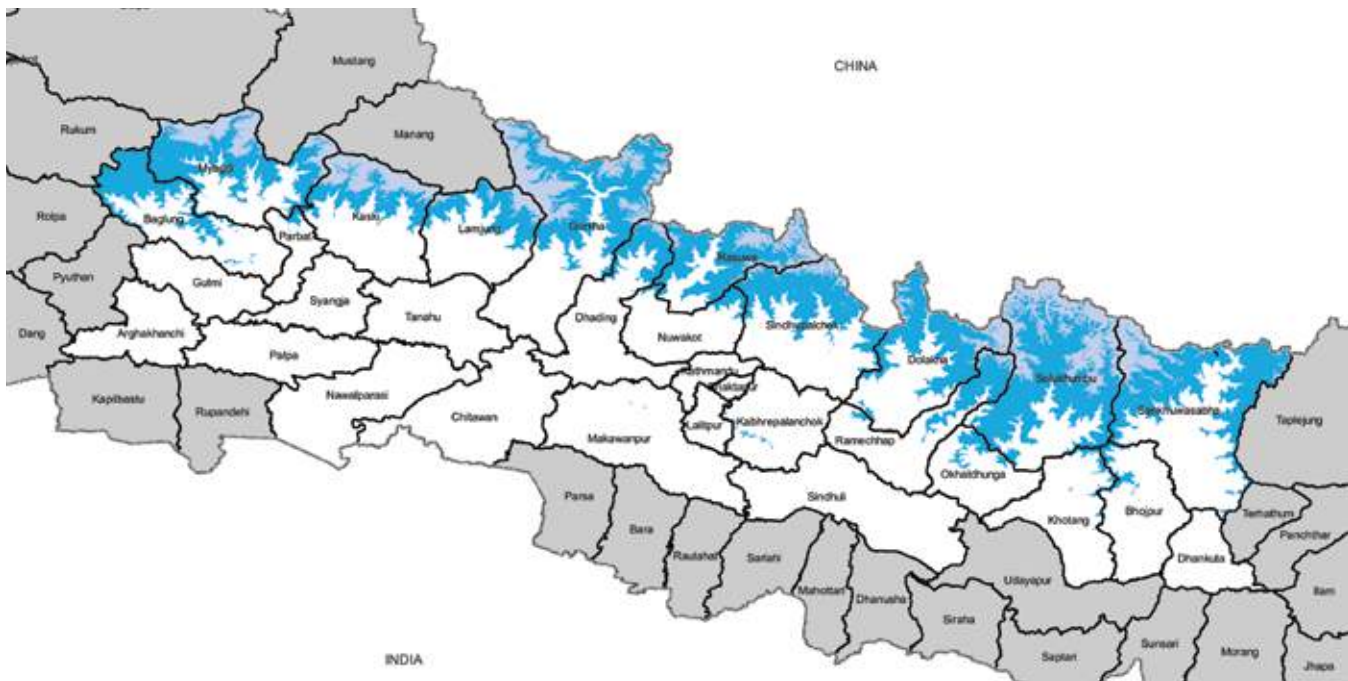 Mustang
CHINA
Manang
Rukum
Myagdi
Rolpa
Baglung
Kaski
Lamjung
Gorkha
Parbat
Rasuwa
Pyuthan
Gulmi
Syangja
Tanahu
Dhading
Sindhupalchok
Nuwakot
Dang
Arghakhanchi
Palpa
Dolakha
Solukhumbu
Kathmandu
Bhaktapur
Kapilbastu
Rupandehi
Nawalparasi
Chitawan
Sankhuwasabha
Taplejung
Makawanpur
Lalitpur
Kabhrepalanchok
Ramechhap
Okhaldhunga
Parsa
Sindhuli
Khotang
Bhojpur
Terhathum
Panchthar
Bara
Rautahat
Sarlahi
Dhankuta
Mahottari
Dhanusha
Udayapur
Ilam
Siraha
INDIA
Saptari
Sunsari
Morang
Jhapa